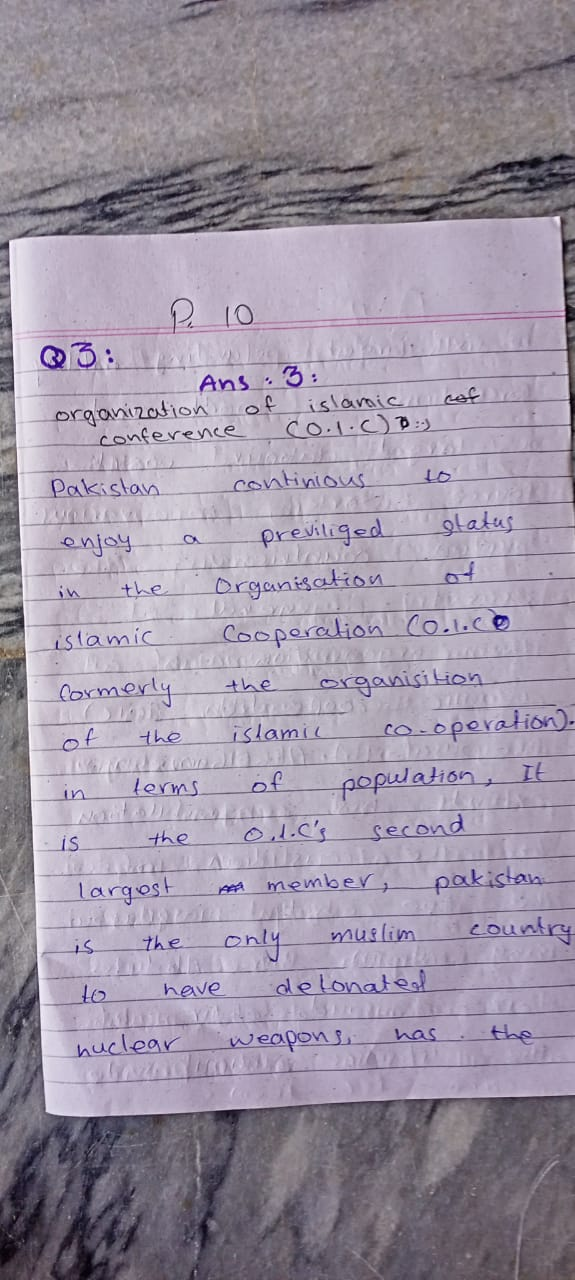 P. 10
Q3:
Ans : 3:
organization of islamic cof
conference (O.I.C) :-
Pakistan continious to
enjoy a previliged status
in the Organisation of
islamic Cooperation (O.I.C
formerly the organisition
of the islamic co-operation).
in terms of population, It
is the O.I.C's second
largest member, pakistan
is the only muslim country
to have detonated
nuclear weapons, has the